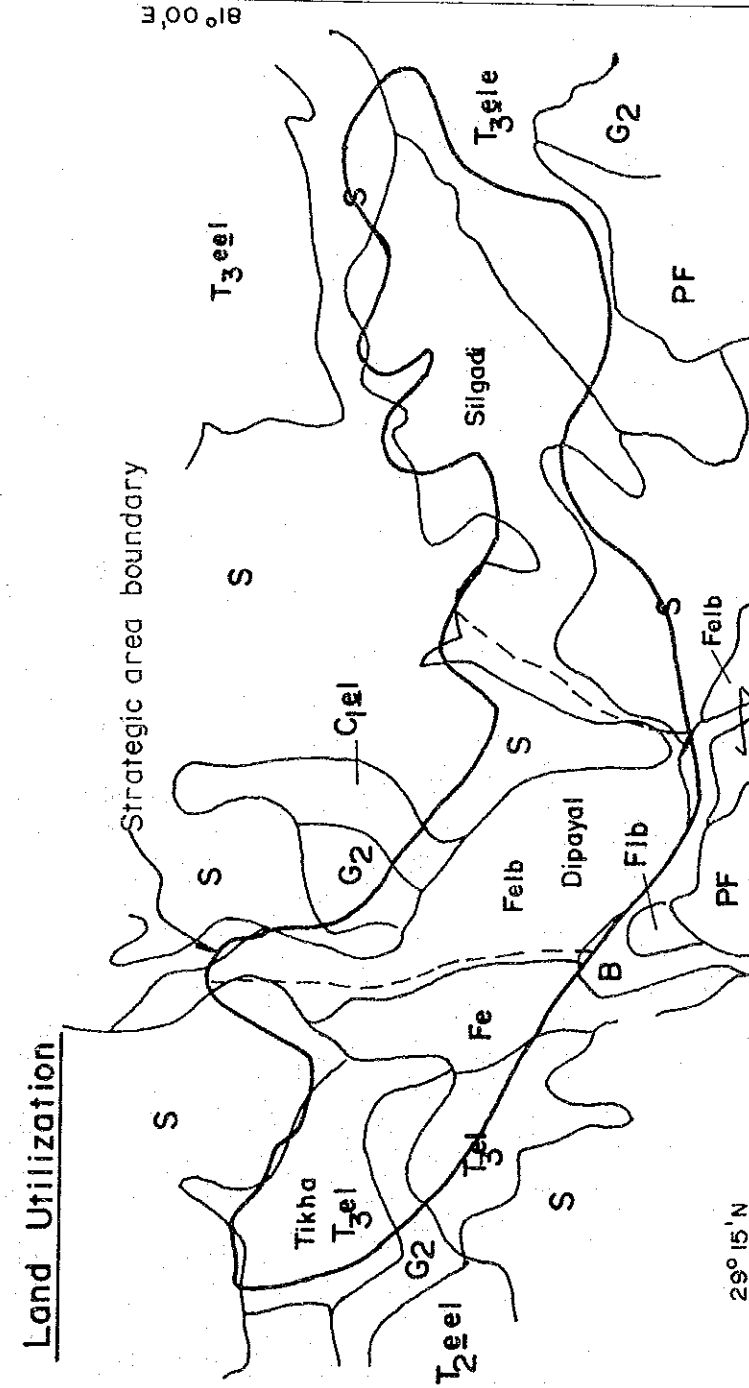 Land Utilization
Strategic area boundary
81°00'E
29°15'N
S
S
S
T3eel
S
T3ele
G2
PF
Silgadi
C1el
G2
S
S
Felb
Felb
Dipayal
Flb
PF
B
Fe
Tikha
T3el
T3el
G2
S
T2eel